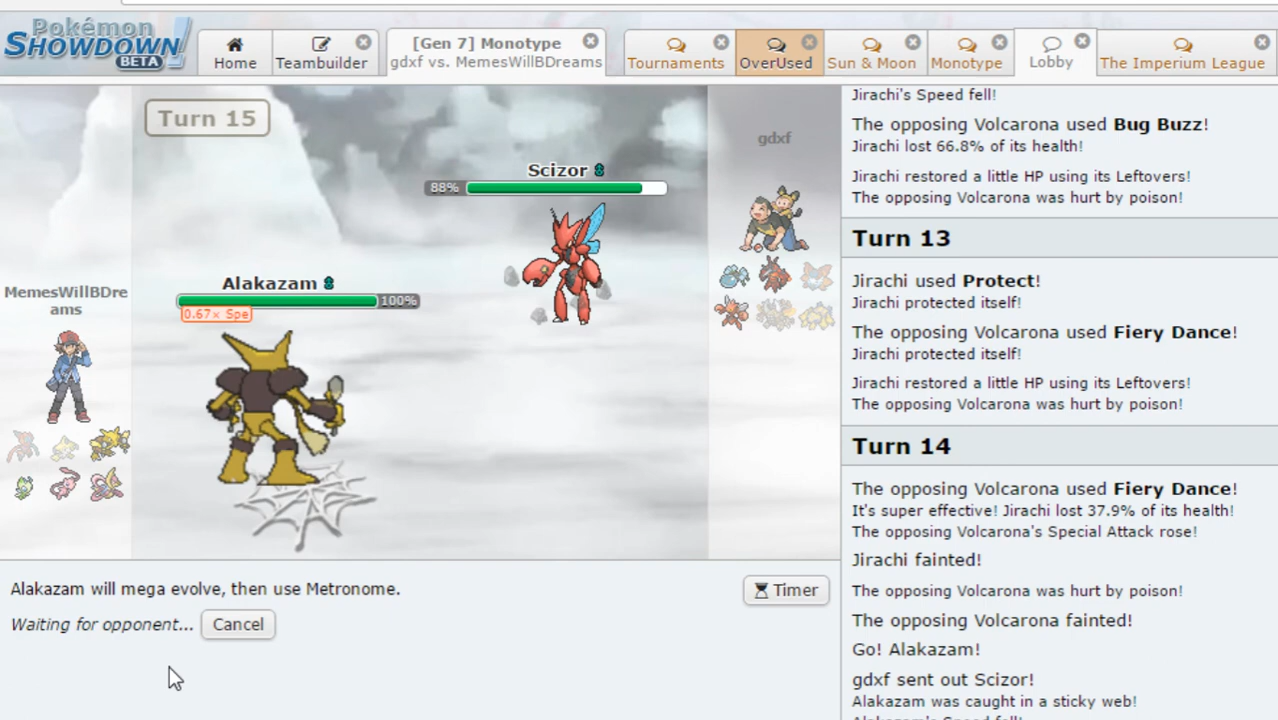 Pokémon
SHOWDOWN!
BETA
Home
Teambuilder
[Gen 7] Monotype
gdxf vs. MemesWillBDreams
Tournaments
OverUsed
Sun & Moon
Monotype
Lobby
The Imperium League
Turn 15
gdxf
Scizor
88%
Alakazam
100%
0.67× Spe
MemesWillBDre
ams
Alakazam will mega evolve, then use Metronome.
Timer
Waiting for opponent...
Cancel
Jirachi's Speed fell!
The opposing Volcarona used Bug Buzz!
Jirachi lost 66.8% of its health!
Jirachi restored a little HP using its Leftovers!
The opposing Volcarona was hurt by poison!
Turn 13
Jirachi used Protect!
Jirachi protected itself!
The opposing Volcarona used Fiery Dance!
Jirachi protected itself!
Jirachi restored a little HP using its Leftovers!
The opposing Volcarona was hurt by poison!
Turn 14
The opposing Volcarona used Fiery Dance!
It's super effective! Jirachi lost 37.9% of its health!
The opposing Volcarona's Special Attack rose!
Jirachi fainted!
The opposing Volcarona was hurt by poison!
The opposing Volcarona fainted!
Go! Alakazam!
gdxf sent out Scizor!
Alakazam was caught in a sticky web!
Alakazam's Speed fell!